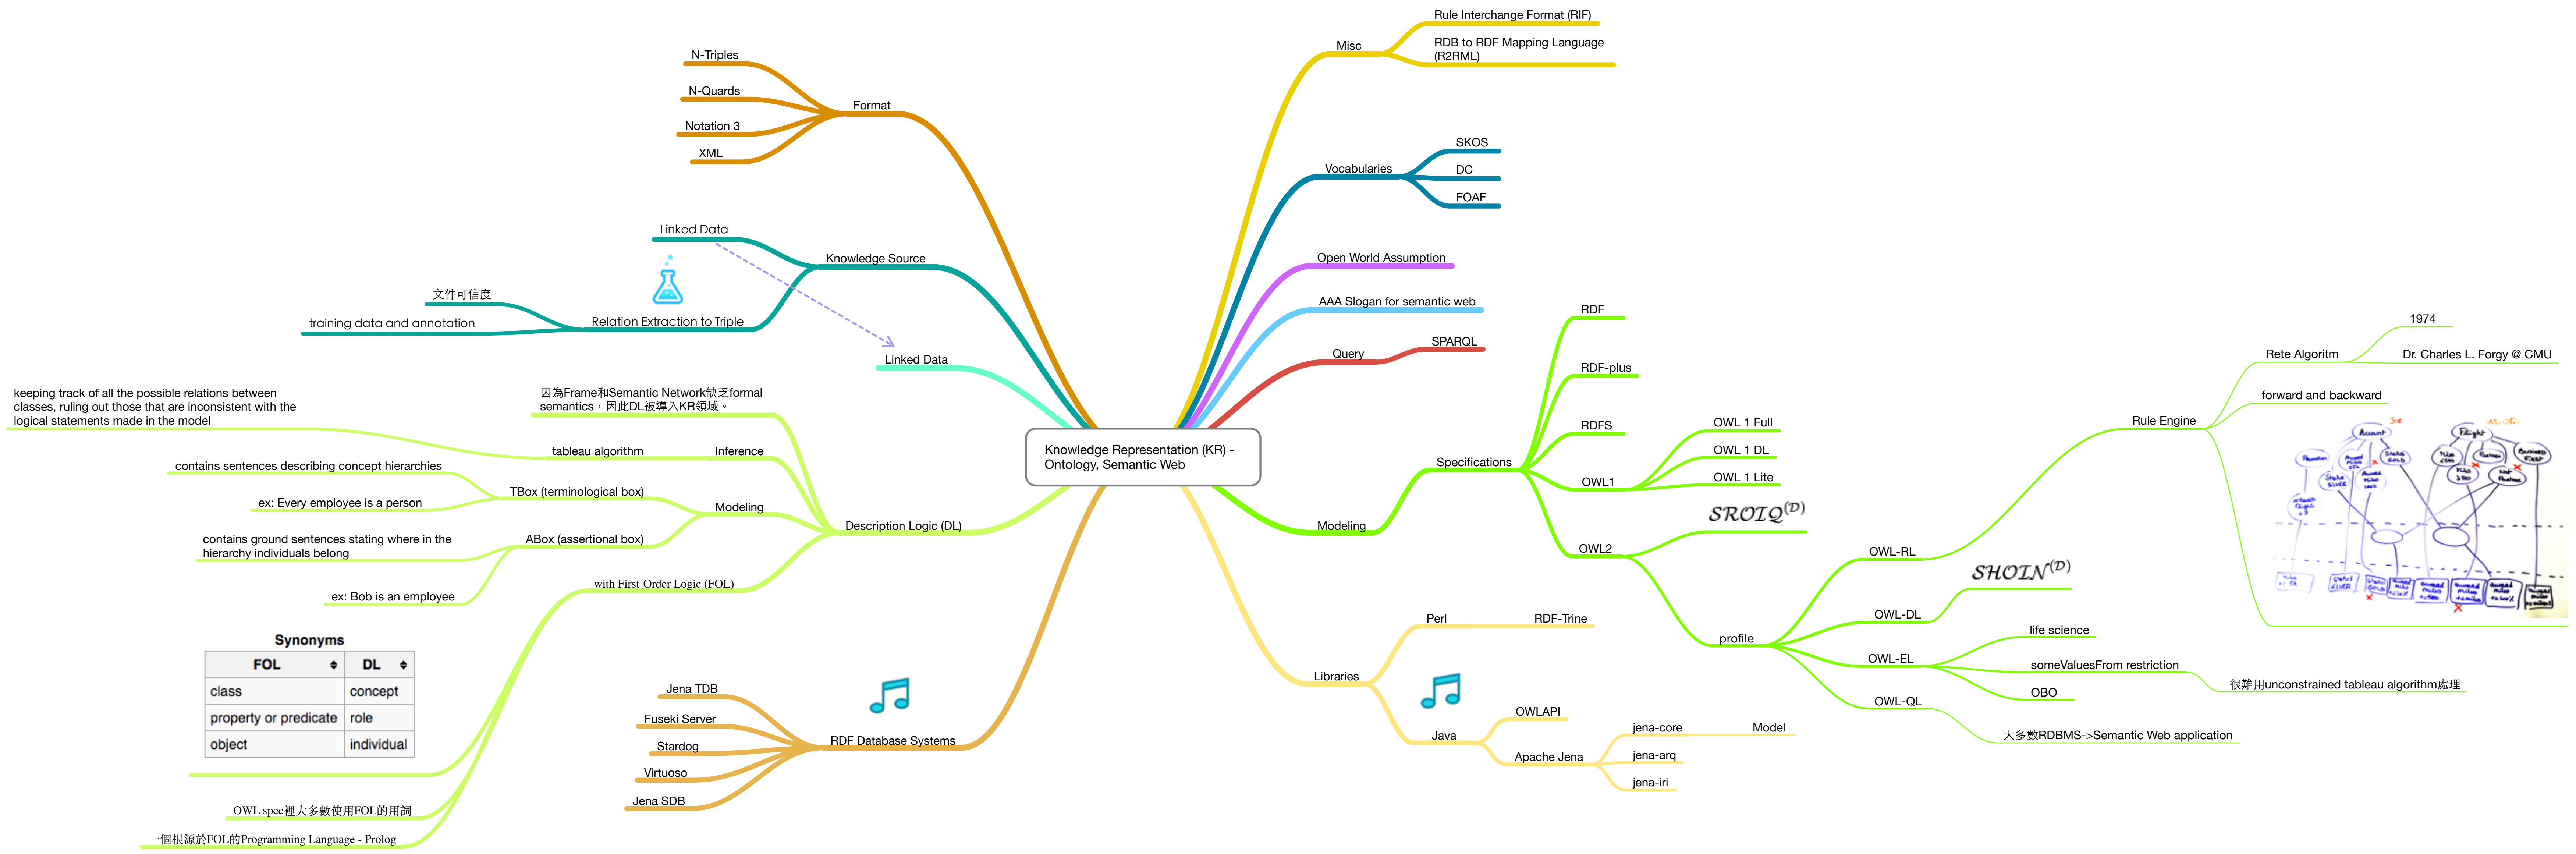 Knowledge Representation (KR) -
Ontology, Semantic Web
Misc
Rule Interchange Format (RIF)
RDB to RDF Mapping Language
(R2RML)
Vocabularies
SKOS
DC
FOAF
Open World Assumption
AAA Slogan for semantic web
Query
SPARQL
Modeling
Specifications
RDF
RDF-plus
RDFS
OWL1
OWL 1 Full
OWL 1 DL
OWL 1 Lite
OWL2
SROIQ(D)
profile
OWL-RL
Rule Engine
Rete Algoritm
1974
Dr. Charles L. Forgy @ CMU
forward and backward
Account
Flight
OWL-DL
SHOIN(D)
OWL-EL
life science
someValuesFrom restriction
很難用unconstrained tableau algorithm處理
OBO
OWL-QL
大多數RDBMS->Semantic Web application
Libraries
Perl
RDF-Trine
Java
OWLAPI
Apache Jena
jena-core
Model
jena-arq
jena-iri
Format
N-Triples
N-Quards
Notation 3
XML
Knowledge Source
Linked Data
Relation Extraction to Triple
文件可信度
training data and annotation
Linked Data
Description Logic (DL)
因為Frame和Semantic Network缺乏formal
semantics，因此DL被導入KR領域。
Inference
tableau algorithm
keeping track of all the possible relations between
classes, ruling out those that are inconsistent with the
logical statements made in the model
Modeling
TBox (terminological box)
contains sentences describing concept hierarchies
ex: Every employee is a person
ABox (assertional box)
contains ground sentences stating where in the
hierarchy individuals belong
ex: Bob is an employee
with First-Order Logic (FOL)
Synonyms
FOL DL
class concept
property or predicate role
object individual
OWL spec裡大多數使用FOL的用詞
一個根源於FOL的Programming Language - Prolog
RDF Database Systems
Jena TDB
Fuseki Server
Stardog
Virtuoso
Jena SDB